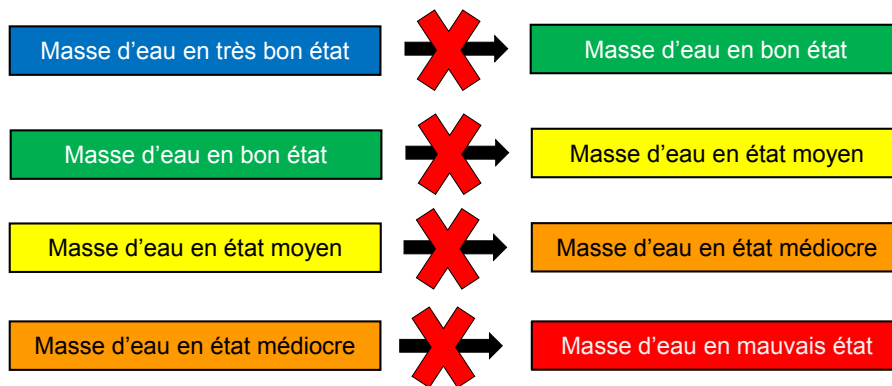 Masse d’eau en très bon état
Masse d’eau en bon état
Masse d’eau en bon état
Masse d’eau en état moyen
Masse d’eau en état moyen
Masse d’eau en état médiocre
Masse d’eau en état médiocre
Masse d’eau en mauvais état